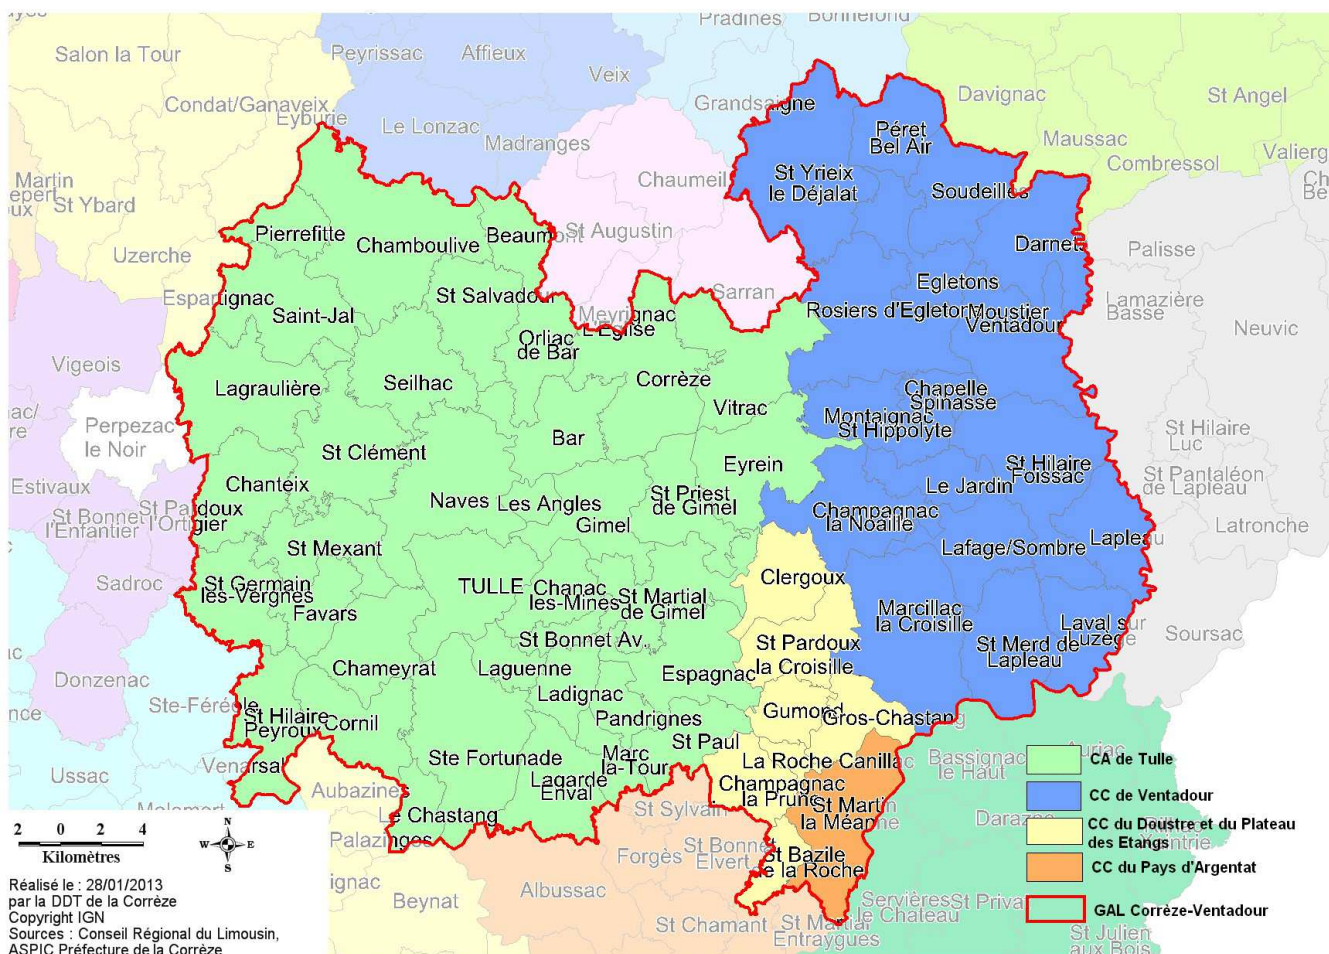 Pradines
Bonnefond
Salon la Tour
Peyrissac
Affieux
Veix
Condat/Ganaveix
Eyburie
Grandsaigne
Davignac
St Angel
Le Lonzac
Madranges
Péret
Bel Air
Maussac
Combressol
Valierg
Martin
St Ybard
Chaumeil
St Yrieix
le Déjalat
Soudeilles
Pierrefitte
Chamboulive
Beaumont
St Augustin
Darnets
Palisse
Uzerche
Espartignac
St Salvadour
Sarran
Egletons
Lamazière
Basse
Saint-Jal
Meyrignac
L'Eglise
Rosiers d'Egletons
Moustier
Ventadour
Neuvic
Orliac
de Bar
Vigeois
Lagraulière
Seilhac
Corrèze
Chapelle
Spinasse
Perpezac
le Noir
Vitrac
Montaignac
St Hippolyte
St Hilaire
Luc
St Clément
Bar
Eyrein
St Hilaire
Foissac
St Pantaléon
de Lapleau
Estivaux
Chanteix
Naves
Les Angles
St Priest
de Gimel
Le Jardin
St Pardoux
l'Ortigier
St Bonnet
l'Enfantier
Gimel
Champagnac
la Noaille
Latronche
St Mexant
Lafage/Sombre
Lapleau
Sadroc
St Germain
les-Vergnes
TULLE
Chanac
les-Mines
St Martial
de Gimel
Clergoux
Favars
Marcillac
la Croisille
Laval sur
Luzège
St Bonnet Av.
St Pardoux
la Croisille
St Merd de
Lapleau
Soursac
Chameyrat
Laguenne
Espagnac
Donzenac
Ladignac
Ste-Féréole
St Hilaire
Peyroux
Cornil
Pandrignes
Gumond
Gros-Chastang
St Paul
Ste Fortunade
Marc
la-Tour
La Roche Canillac
Bassignac
le Haut
Auriac
Ussac
Venarsal
Lagarde
Enval
Champagnac
la Prune
Aubazines
St Martin
la Méanne
Malemort
Le Chastang
St Sylvain
Darazac
Palazinges
Forgès
St Bonnet
Elvert
St Bazile
de la Roche
Albussac
Beynat
Servières
le Chateau
St Priva
St Chamant
St Martial
Entraygues
St Julien
aux Bois
CA de Tulle
CC de Ventadour
CC du Doustre et du Plateau
des Etangs
CC du Pays d'Argentat
GAL Corrèze-Ventadour
2 0 2 4
Kilomètres
N
W E
S
Réalisé le : 28/01/2013
par la DDT de la Corrèze
Copyright IGN
Sources : Conseil Régional du Limousin,
ASPIC Préfecture de la Corrèze